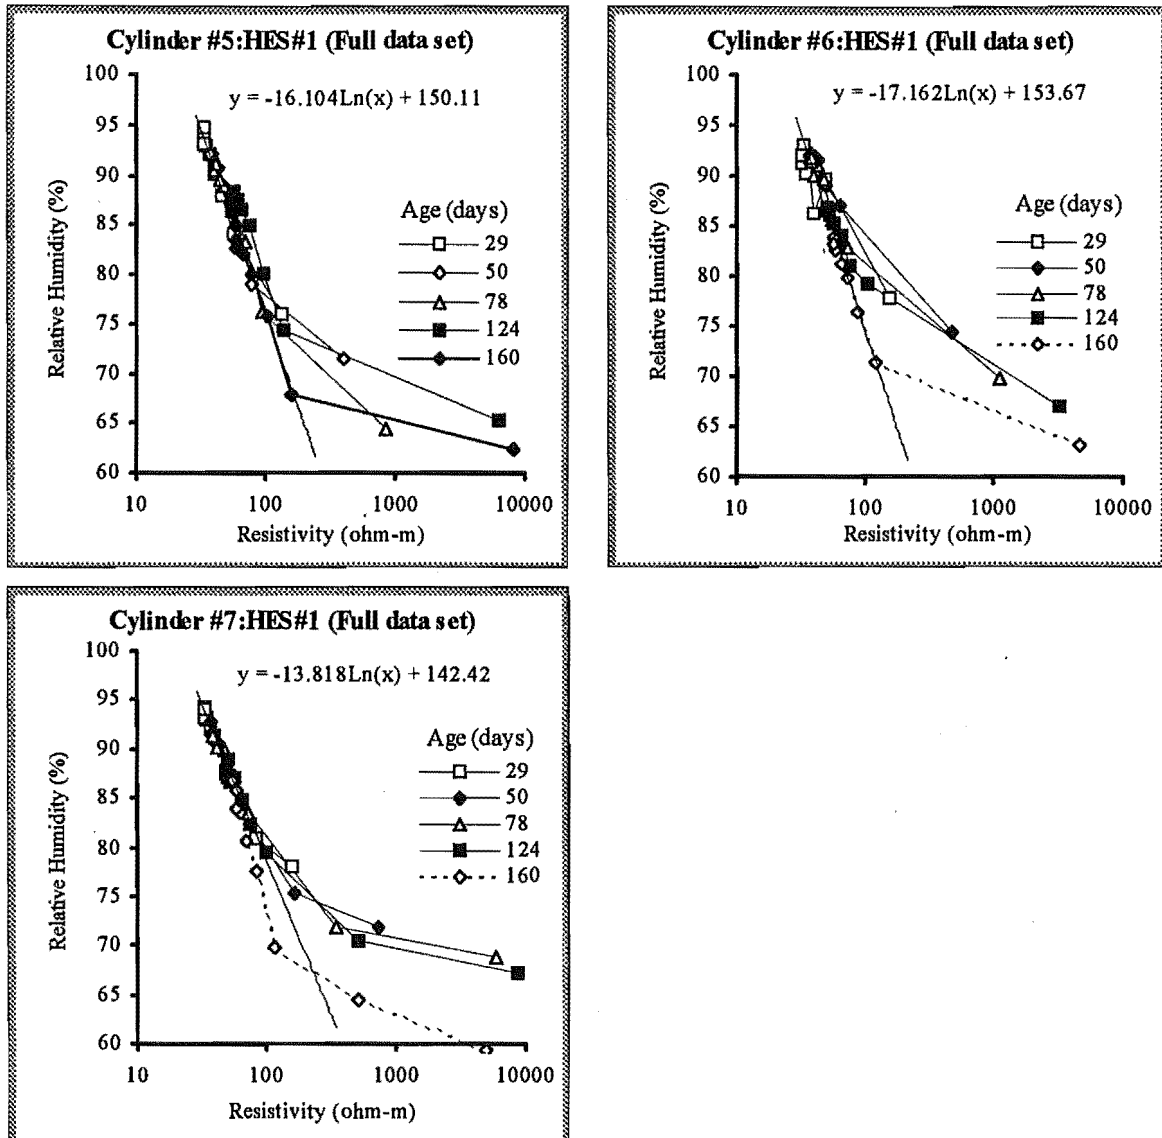 Cylinder #5:HES#1 (Full data set)
y = -16.104Ln(x) + 150.11
Relative Humidity (%)
100
95
90
85
80
75
70
65
60
Age (days)
29
50
78
124
160
10 100 1000 10000
Resistivity (ohm-m)
Cylinder #6:HES#1 (Full data set)
y = -17.162Ln(x) + 153.67
Relative Humidity (%)
100
95
90
85
80
75
70
65
60
Age (days)
29
50
78
124
160
10 100 1000 10000
Resistivity (ohm-m)
Cylinder #7:HES#1 (Full data set)
y = -13.818Ln(x) + 142.42
Relative Humidity (%)
100
95
90
85
80
75
70
65
60
Age (days)
29
50
78
124
160
10 100 1000 10000
Resistivity (ohm-m)